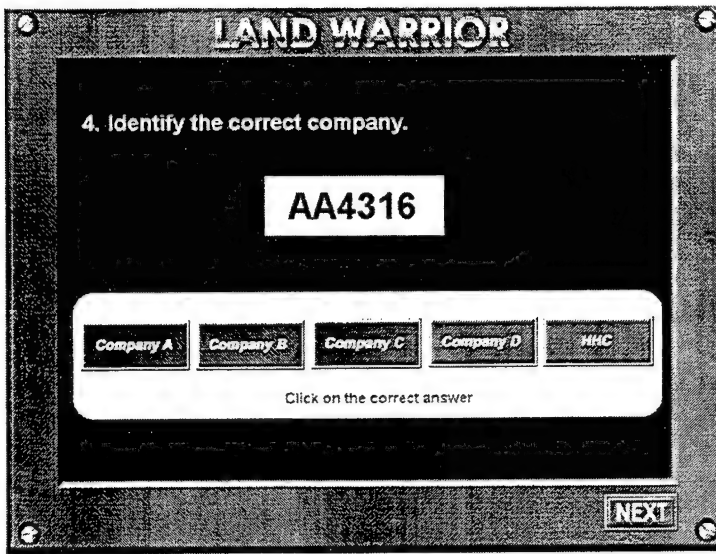 LAND WARRIOR
4. Identify the correct company.
AA4316
Company A Company B Company C Company D HHC
Click on the correct answer
NEXT